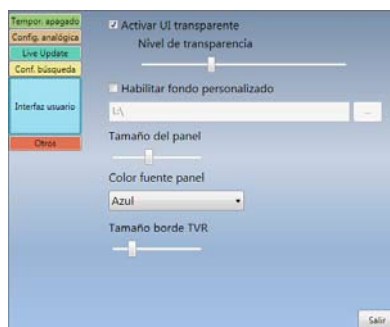 Tempor. apagado
Config. analógica
Live Update
Conf. búsqueda
Interfaz usuario
Otros
Activar UI transparente
Nivel de transparencia
Habilitar fondo personalizado
...
Tamaño del panel
Color fuente panel
Azul
Tamaño borde TVR
Salir